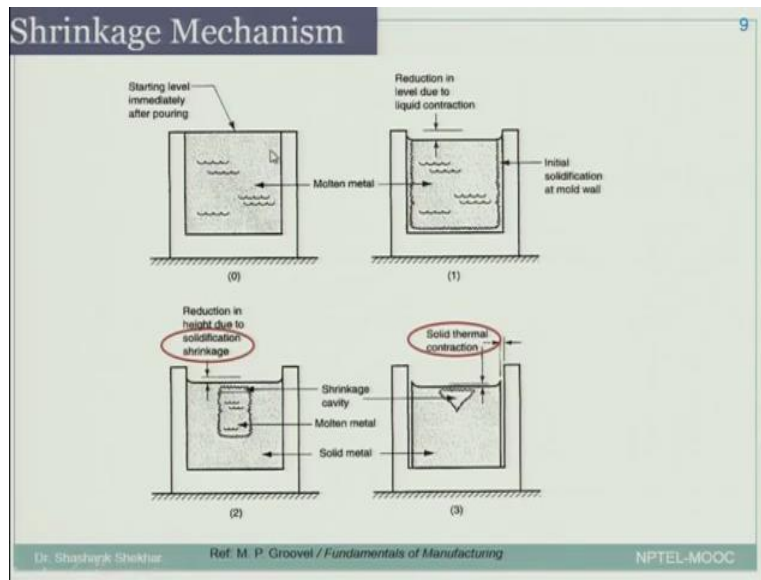 Shrinkage Mechanism
9
Starting level
immediately
after pouring
Molten metal
(0)
Reduction in
level due to
liquid contraction
Initial
solidification
at mold wall
(1)
Reduction in
height due to
solidification
shrinkage
Shrinkage
cavity
Molten metal
Solid metal
(2)
Solid thermal
contraction
(3)
Dr. Shashank Shekhar
Ref: M. P. Groovel / Fundamentals of Manufacturing
NPTEL-MOOC